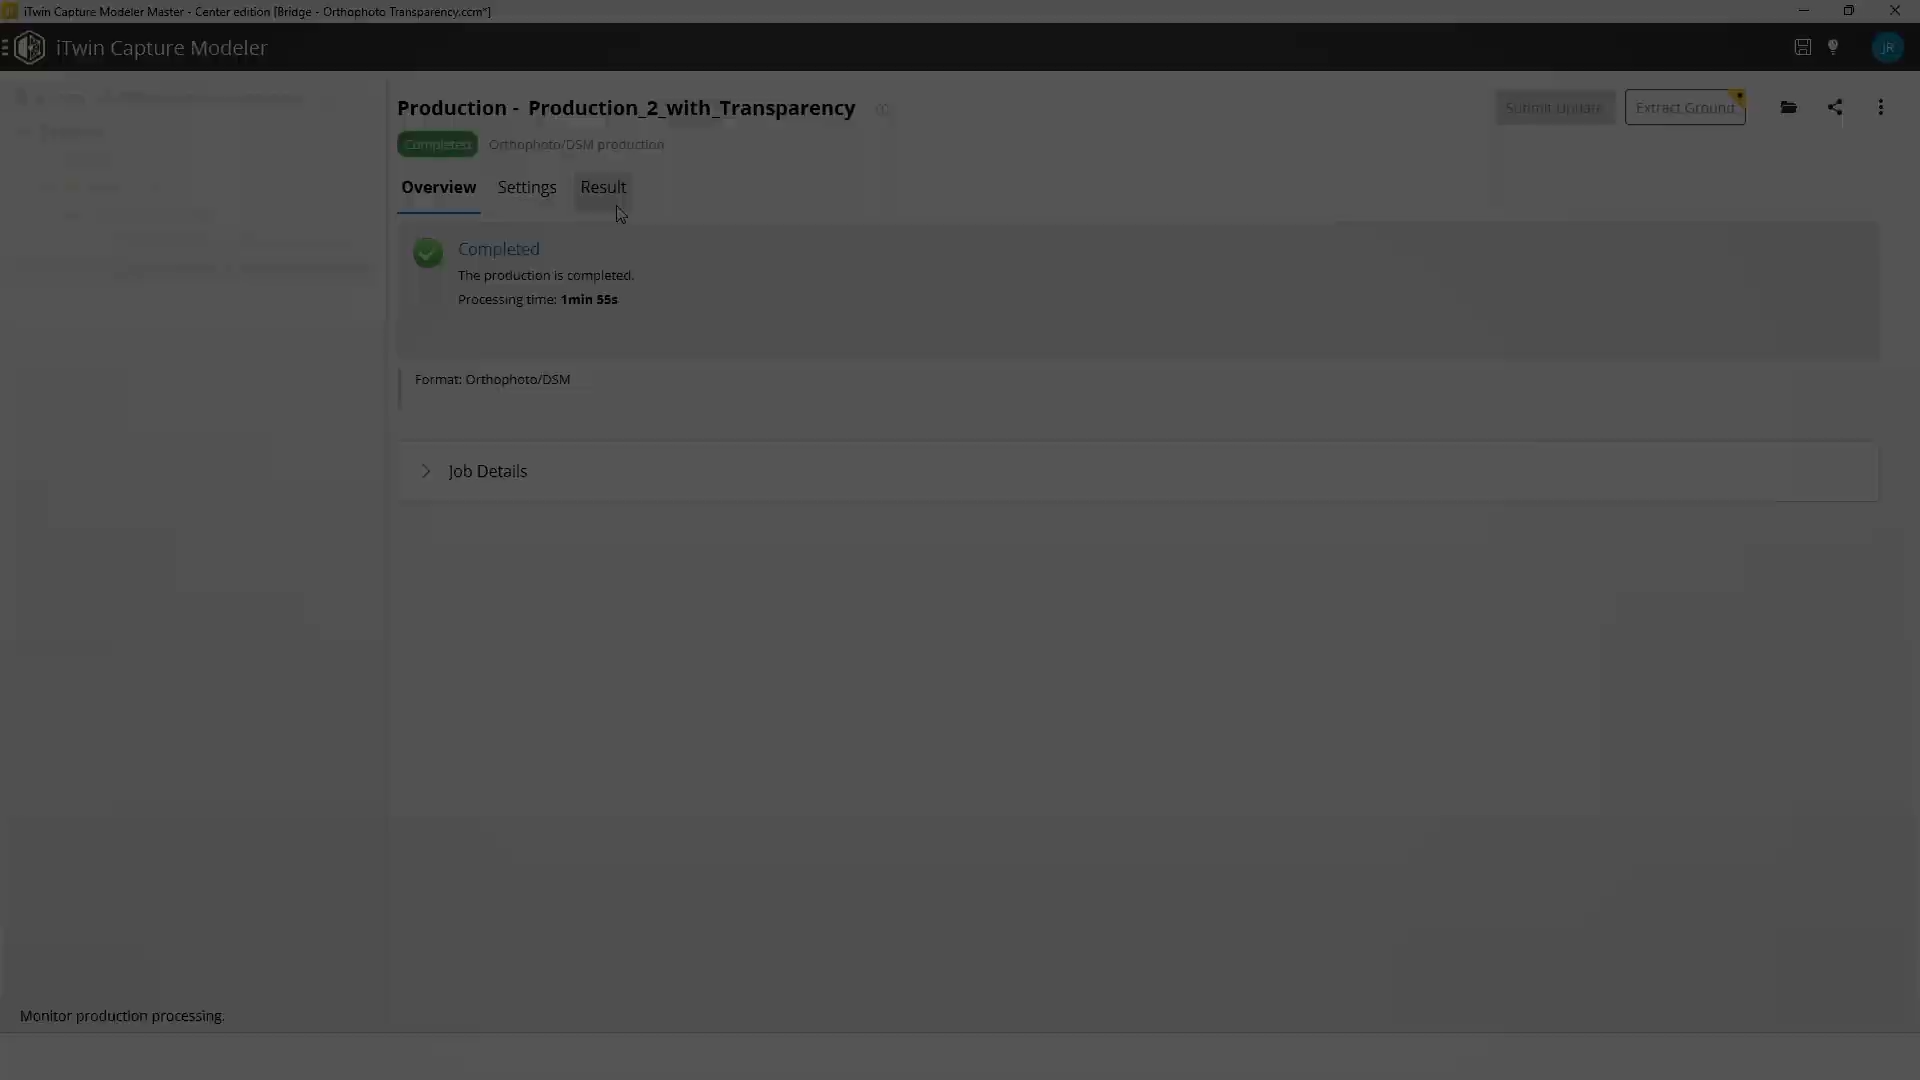 iTwin Capture Modeler Master - Center edition [Bridge - Orthophoto Transparency.ccm*]
iTwin Capture Modeler
JR
Production - Production_2_with_Transparency
Submit Update
Extract Ground
Completed
Orthophoto/DSM production
Overview
Settings
Result
Completed
The production is completed.
Processing time: 1min 55s
Format: Orthophoto/DSM
Job Details
Monitor production processing.